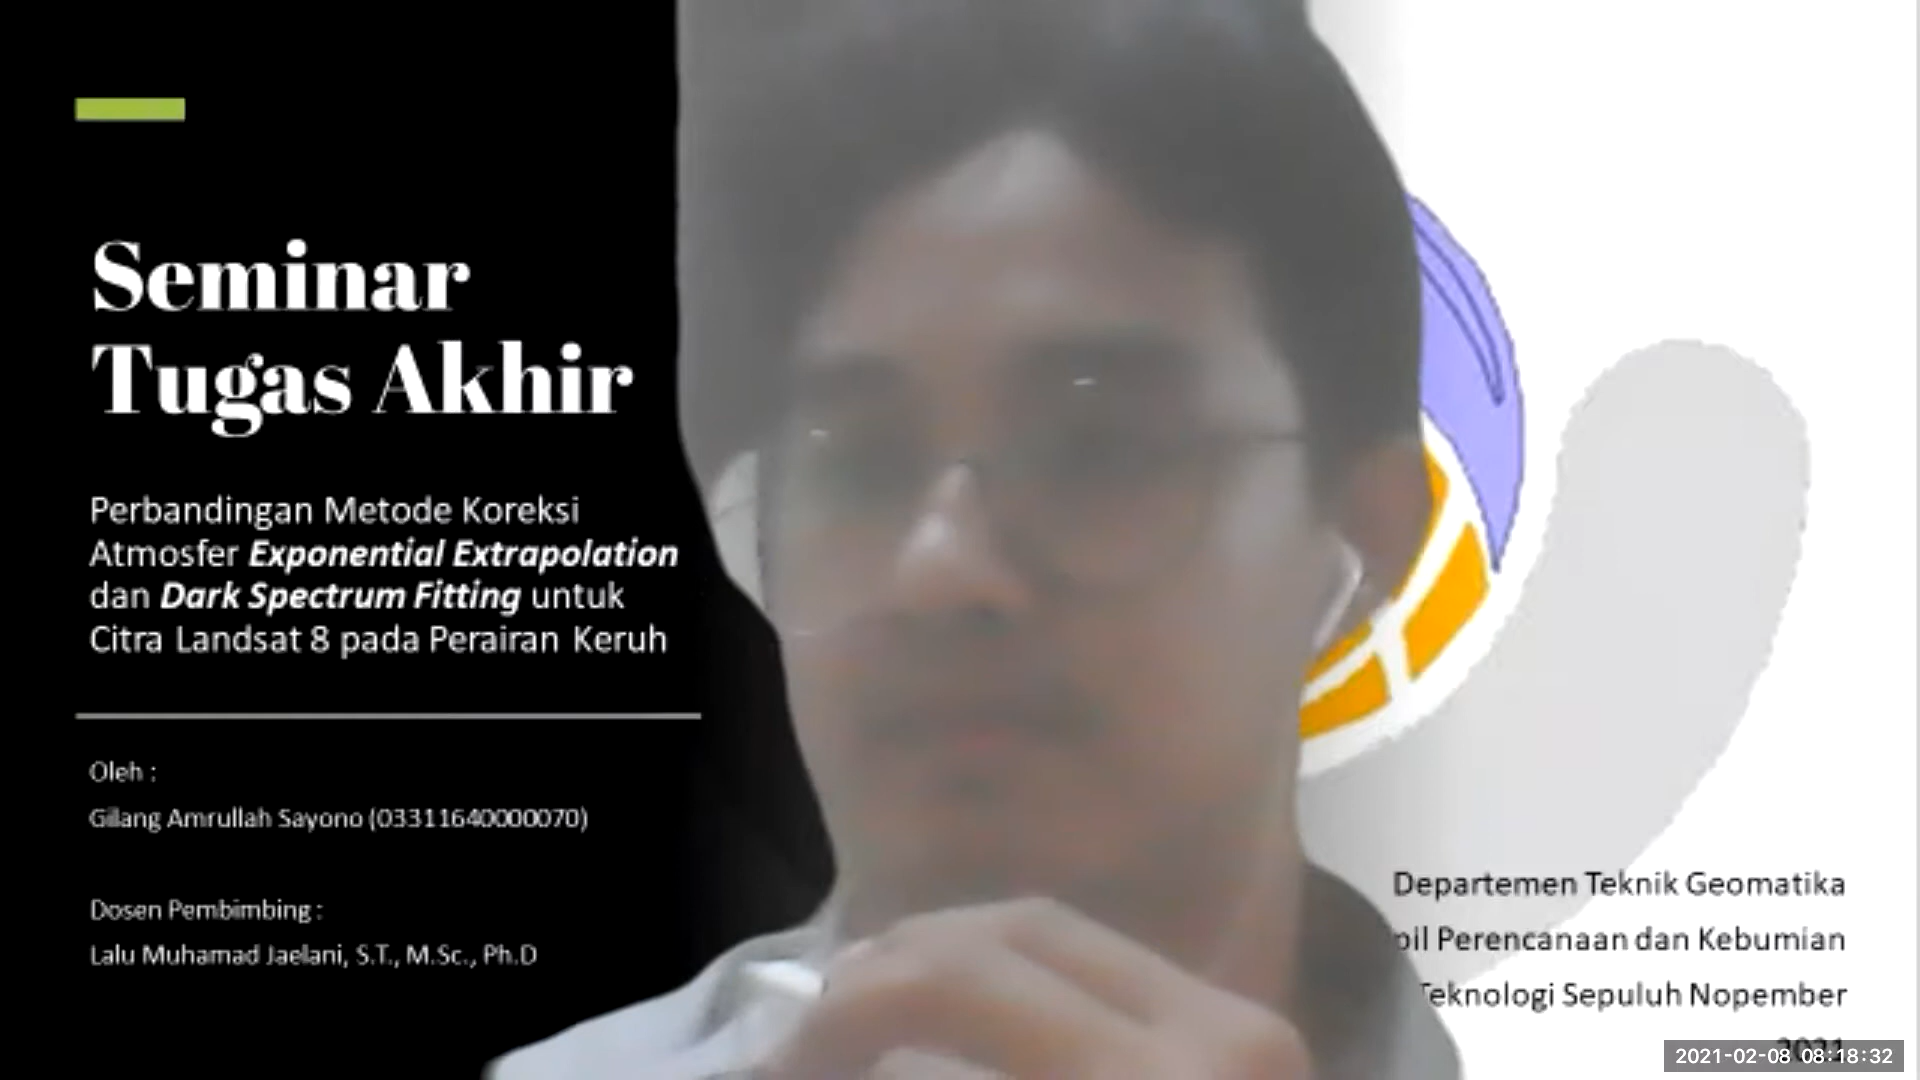 Seminar
Tugas Akhir
Perbandingan Metode Koreksi
Atmosfer Exponential Extrapolation
dan Dark Spectrum Fitting untuk
Citra Landsat 8 pada Perairan Keruh
Oleh :
Gilang Amrullah Sayono (03311640000070)
Dosen Pembimbing :
Lalu Muhamad Jaelani, S.T., M.Sc., Ph.D
Departemen Teknik Geomatika
Perencanaan dan Kebumian
Teknologi Sepuluh Nopember
2021
2021-02-08 08:18:32